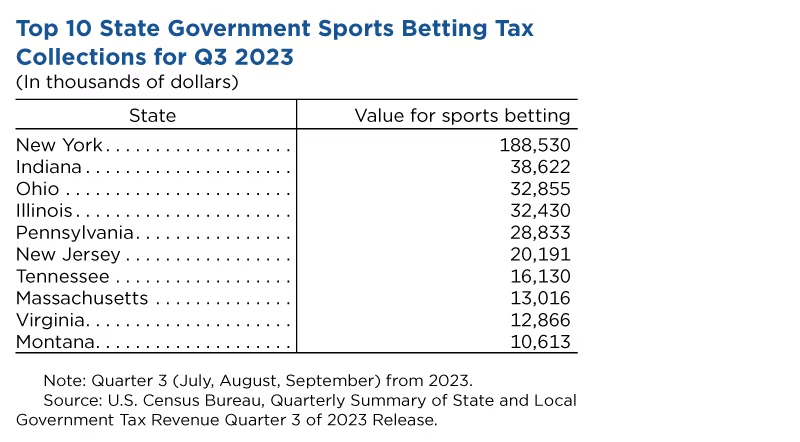 Top 10 State Government Sports Betting Tax
Collections for Q3 2023
(In thousands of dollars)
State Value for sports betting
New York. . . . . . . . . . . . . . . . . . . 188,530
Indiana . . . . . . . . . . . . . . . . . . . . . 38,622
Ohio . . . . . . . . . . . . . . . . . . . . . . . 32,855
Illinois . . . . . . . . . . . . . . . . . . . . . . 32,430
Pennsylvania. . . . . . . . . . . . . . . . 28,833
New Jersey . . . . . . . . . . . . . . . . . 20,191
Tennessee . . . . . . . . . . . . . . . . . . 16,130
Massachusetts . . . . . . . . . . . . . . 13,016
Virginia. . . . . . . . . . . . . . . . . . . . . 12,866
Montana. . . . . . . . . . . . . . . . . . . . 10,613
Note: Quarter 3 (July, August, September) from 2023.
Source: U.S. Census Bureau, Quarterly Summary of State and Local
Government Tax Revenue Quarter 3 of 2023 Release.